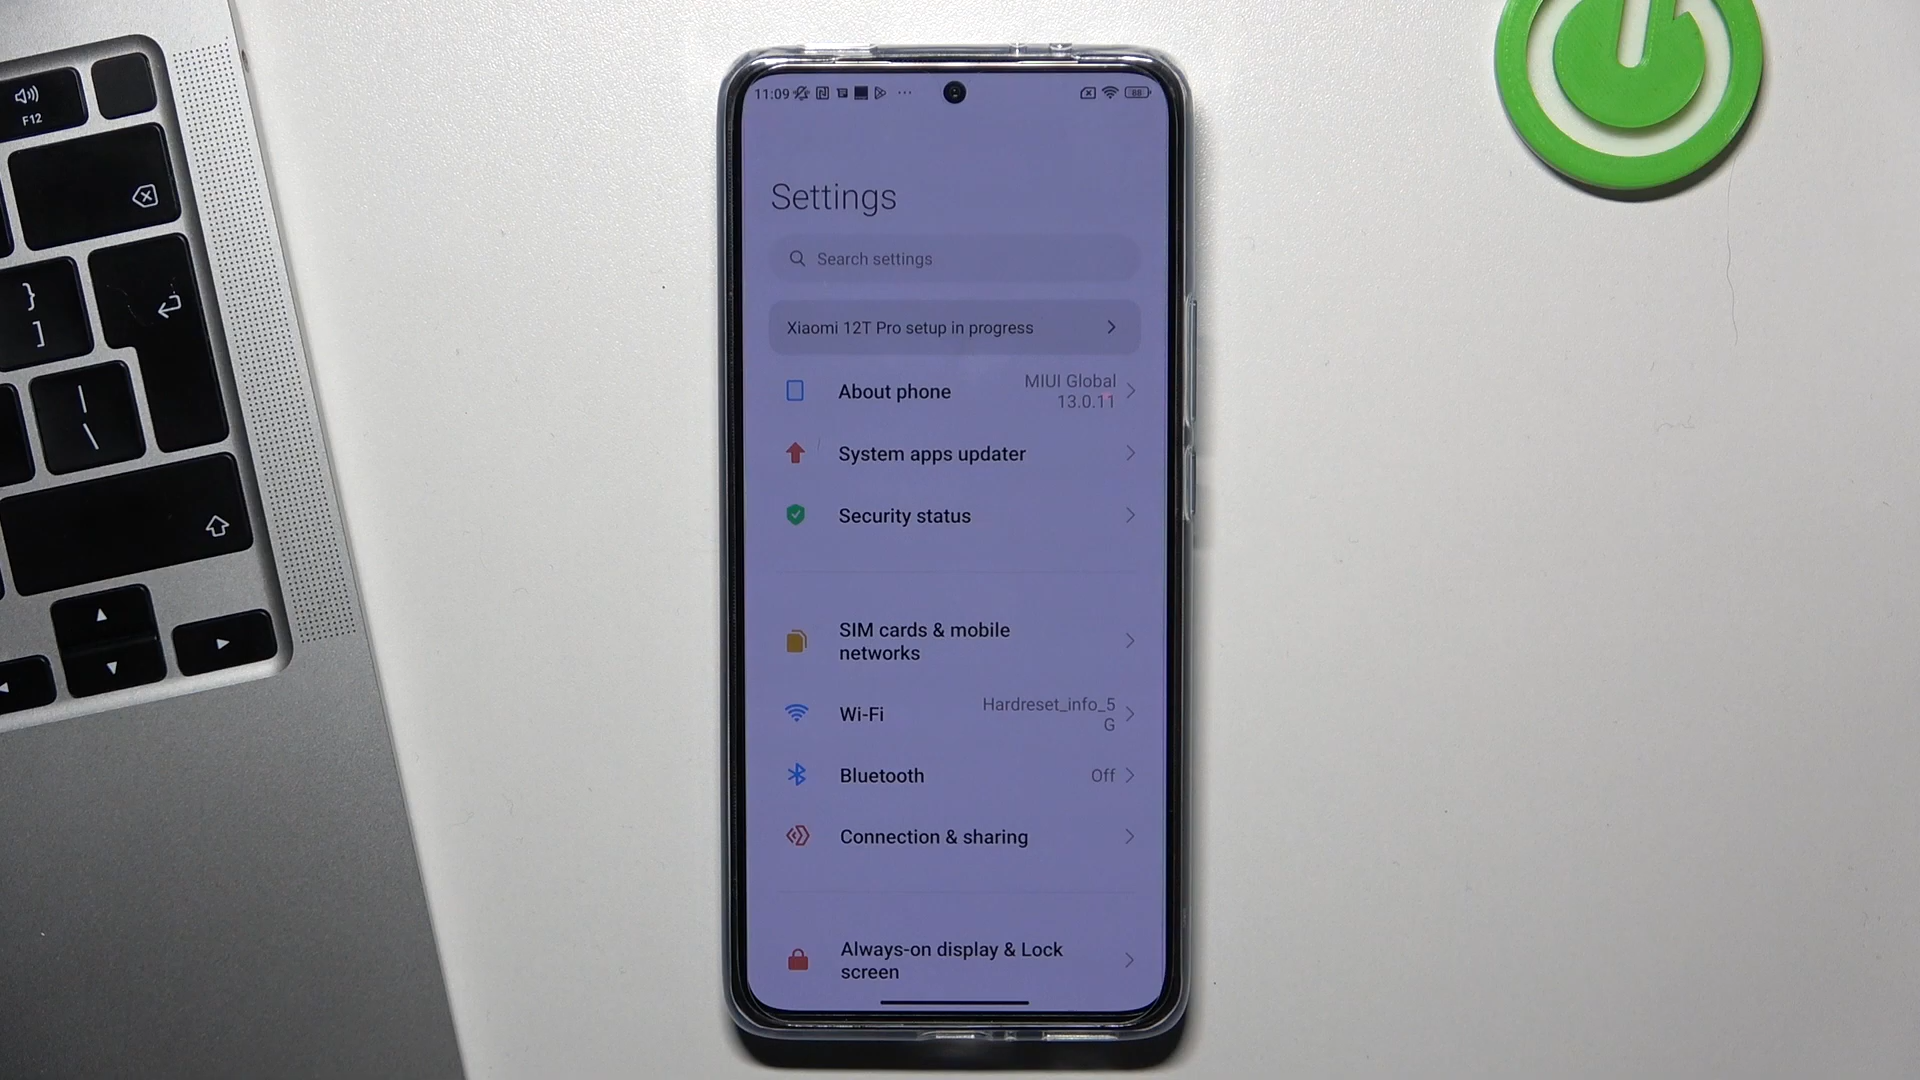 F12
}
]
|
\
11:09
88
Settings
Search settings
Xiaomi 12T Pro setup in progress
About phone
MIUI Global
13.0.11
System apps updater
Security status
SIM cards & mobile
networks
Wi-Fi
Hardreset_info_5
G
Bluetooth
Off
Connection & sharing
Always-on display & Lock
screen